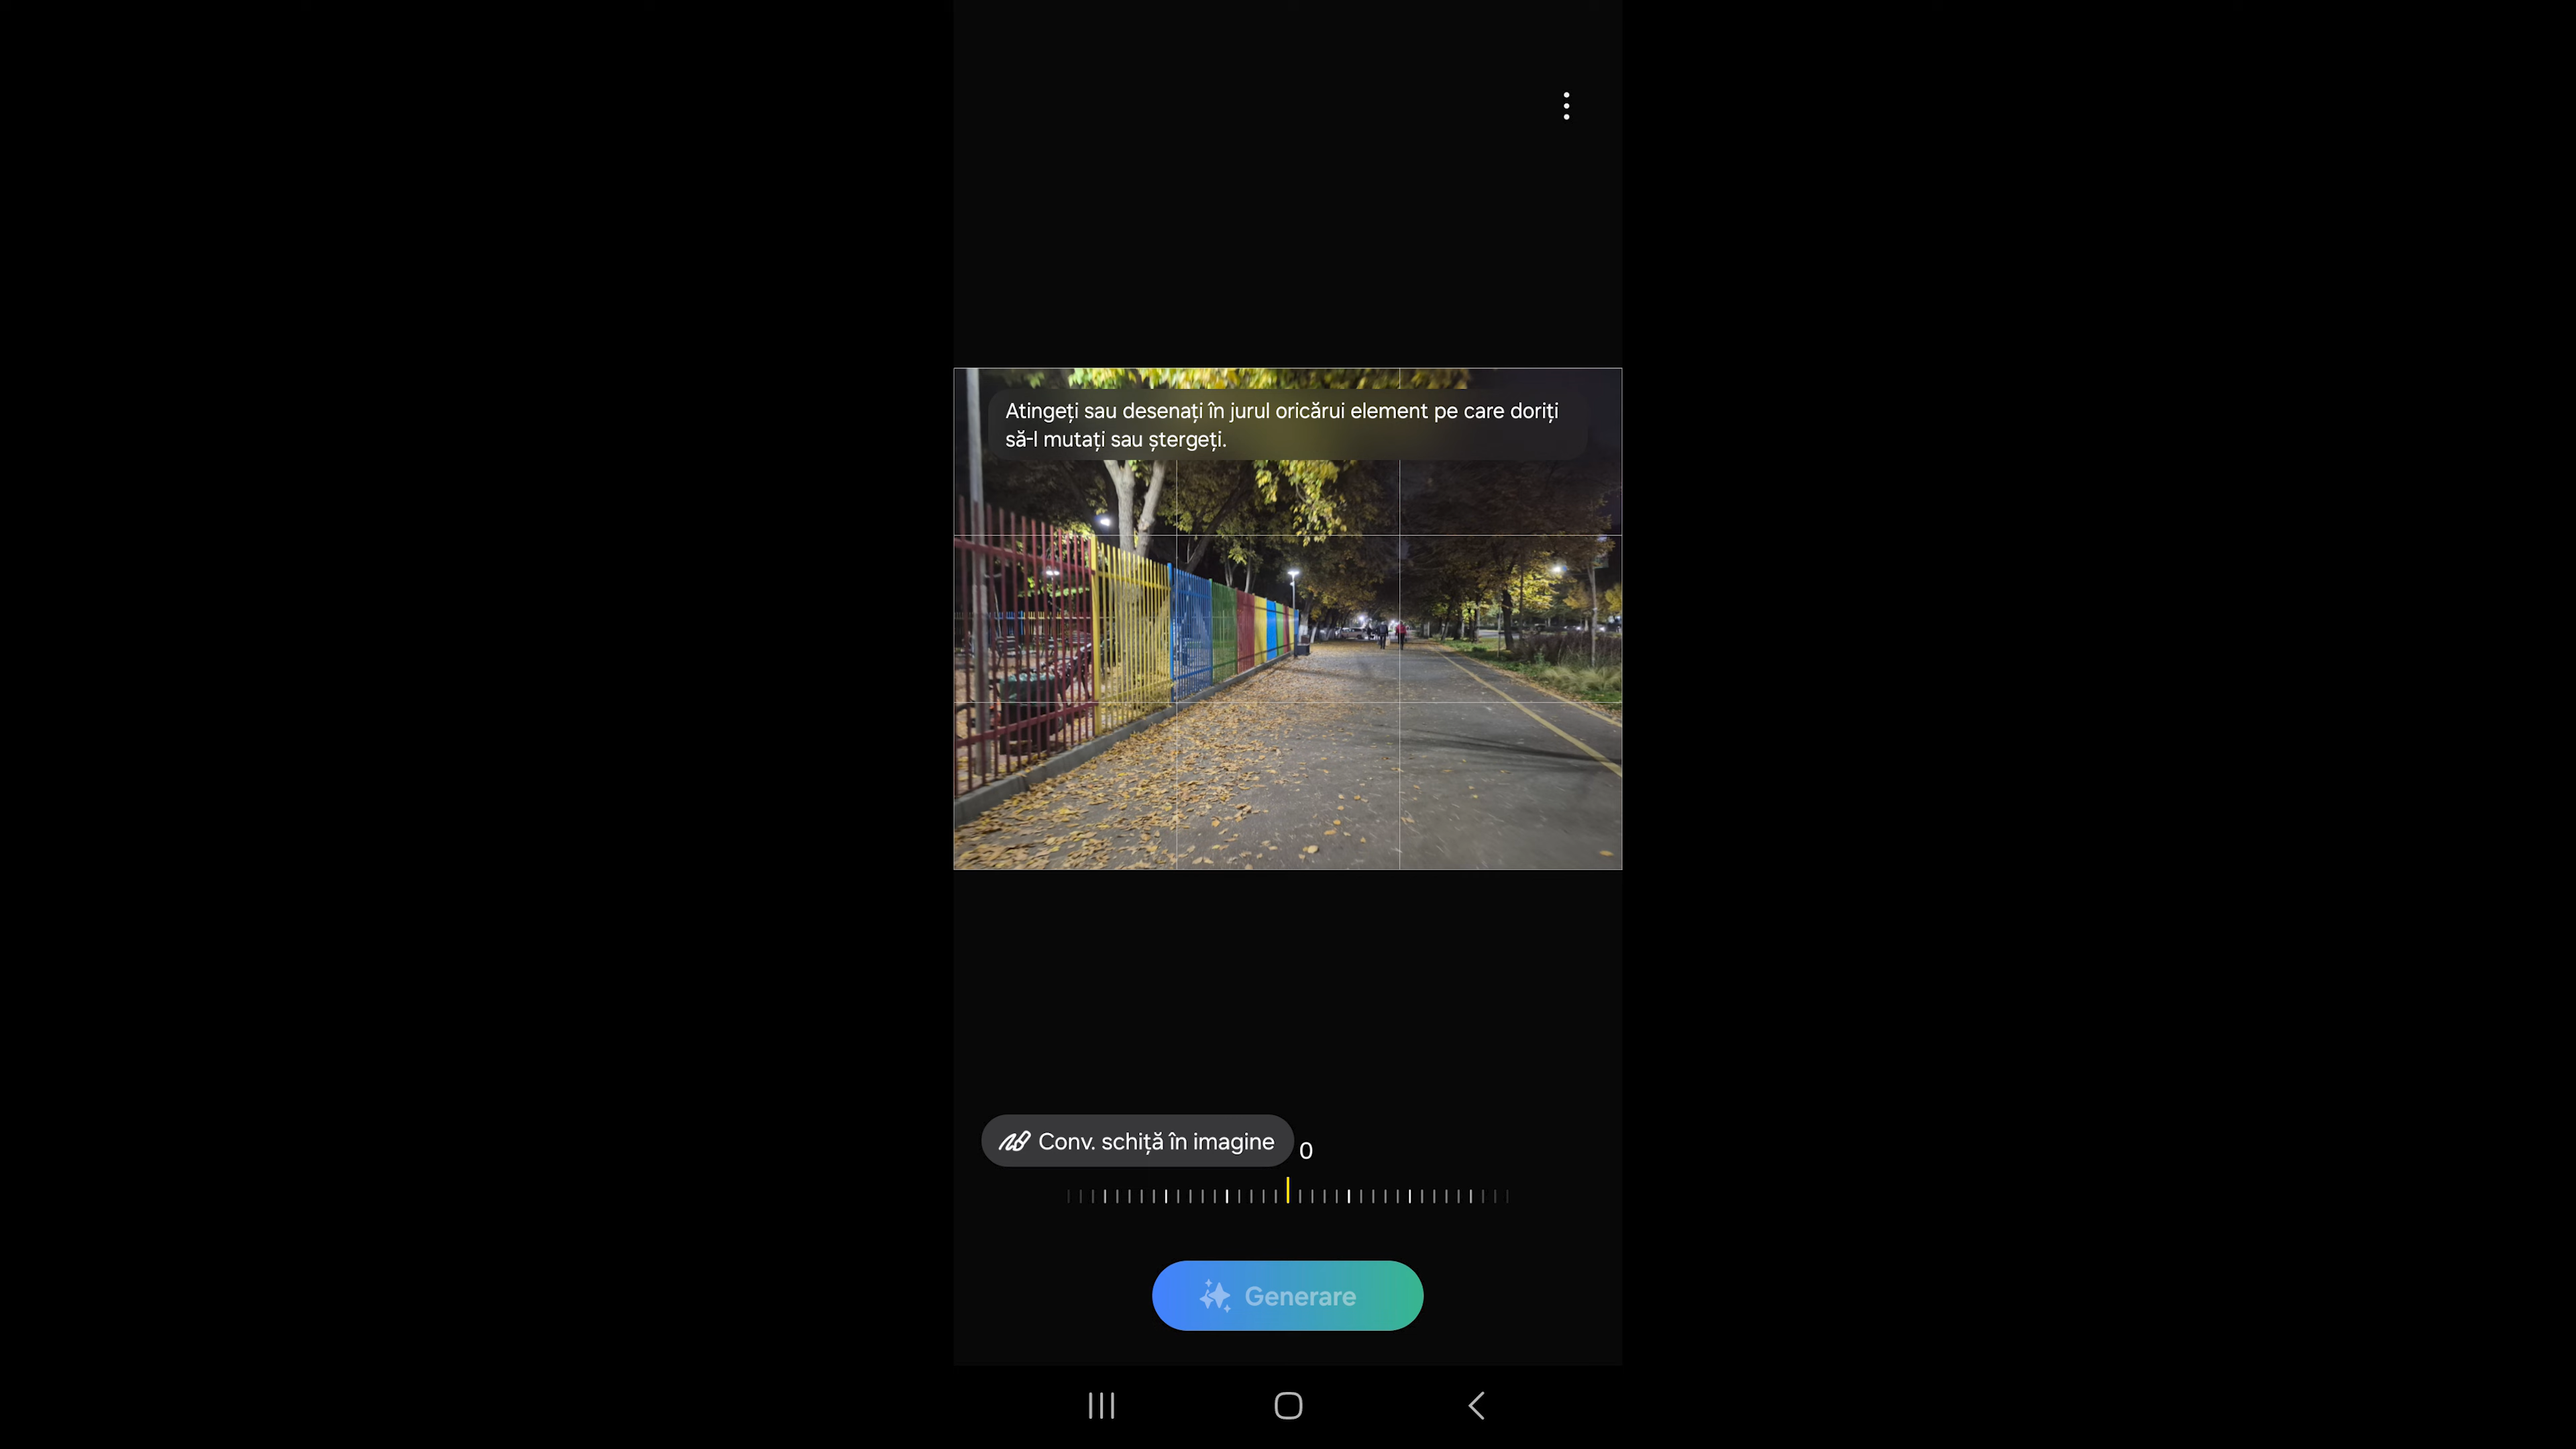 Atingeți sau desenați în jurul oricărui element pe care doriți
să-l mutați sau ștergeți.
Conv. schiță în imagine
0
Generare